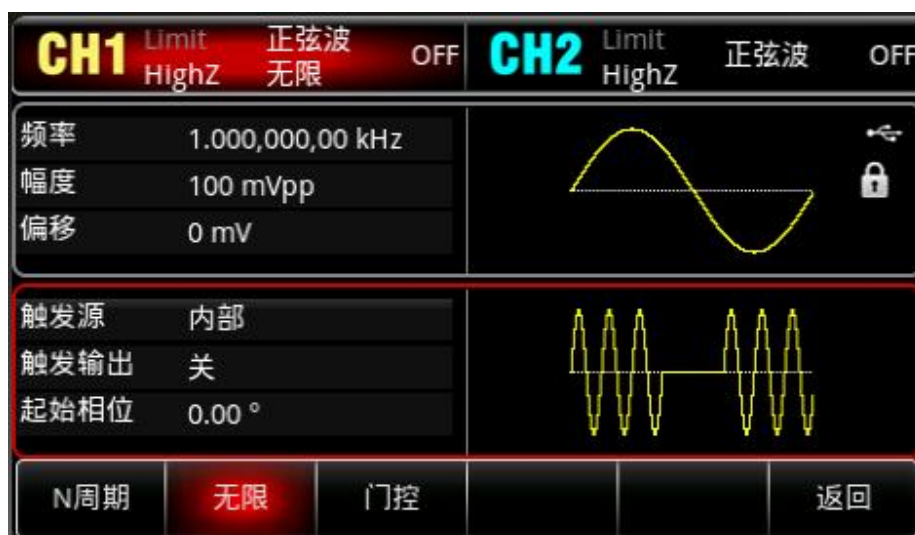 CH1 Limit 正弦波 OFF CH2 Limit 正弦波 OFF
HighZ 无限 HighZ
频率 1.000,000,00 kHz
幅度 100 mVpp
偏移 0 mV
触发源 内部
触发输出 关
起始相位 0.00 °
N周期 无限 门控 返回